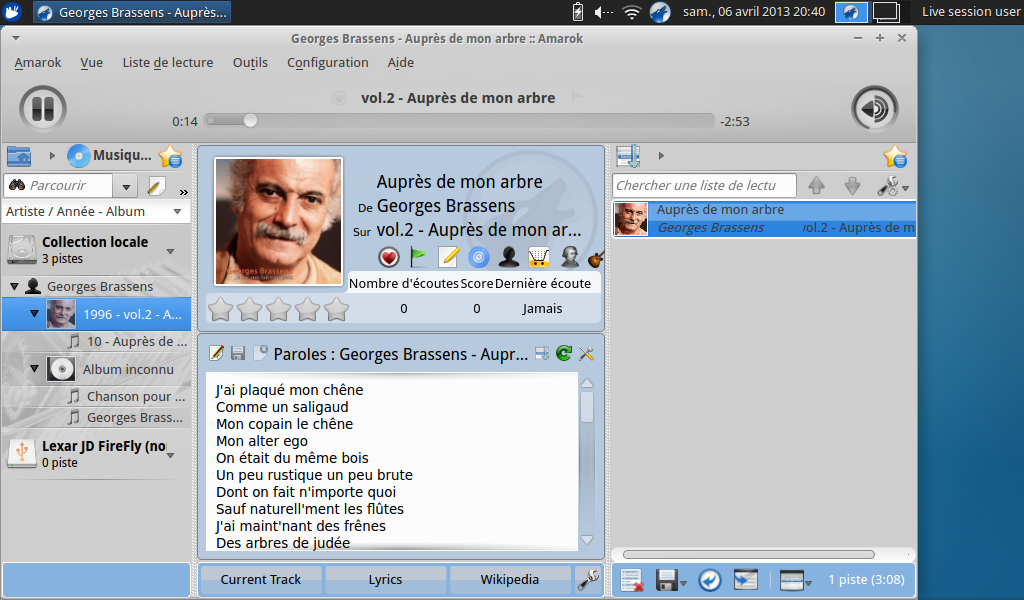 Georges Brassens - Auprès...
sam., 06 avril 2013 20:40
Live session user
Georges Brassens - Auprès de mon arbre :: Amarok
Amarok Vue Liste de lecture Outils Configuration Aide
vol.2 - Auprès de mon arbre
0:14
-2:53
Musiqu...
Parcourir
»
Artiste / Année - Album
Collection locale
3 pistes
Georges Brassens
1996 - vol.2 - A...
10 - Auprès de ...
Album inconnu
Chanson pour ...
Georges Brass...
Lexar JD FireFly (no
0 piste
Georges Brassens
Auprès de mon arbre
De Georges Brassens
Sur vol.2 - Auprès de mon ar...
Nombre d'écoutes Score Dernière écoute
0 0 Jamais
Paroles : Georges Brassens - Aupr...
J'ai plaqué mon chêne
Comme un saligaud
Mon copain le chêne
Mon alter ego
On était du même bois
Un peu rustique un peu brute
Dont on fait n'importe quoi
Sauf naturell'ment les flûtes
J'ai maint'nant des frênes
Des arbres de judée
Current Track
Lyrics
Wikipedia
Chercher une liste de lectu
Auprès de mon arbre
Georges Brassens
vol.2 - Auprès de m
1 piste (3:08)